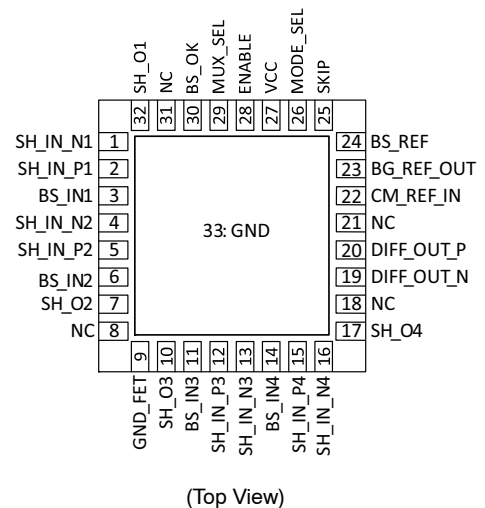 SH_O1
NC
BS_OK
MUX_SEL
ENABLE
VCC
MODE_SEL
SKIP
32
31
30
29
28
27
26
25
SH_IN_N1 1
SH_IN_P1 2
BS_IN1 3
SH_IN_N2 4
SH_IN_P2 5
BS_IN2 6
SH_O2 7
NC 8
33: GND
24 BS_REF
23 BG_REF_OUT
22 CM_REF_IN
21 NC
20 DIFF_OUT_P
19 DIFF_OUT_N
18 NC
17 SH_O4
9
10
11
12
13
14
15
16
GND_FET
SH_O3
BS_IN3
SH_IN_P3
SH_IN_N3
BS_IN4
SH_IN_P4
SH_IN_N4
(Top View)